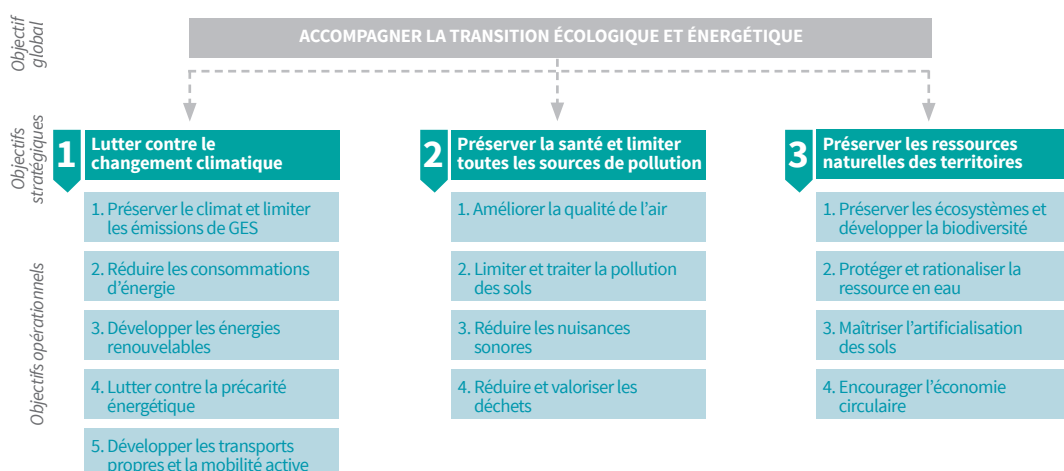 Objectif
global
ACCOMPAGNER LA TRANSITION ÉCOLOGIQUE ET ÉNERGÉTIQUE
Objectifs
stratégiques
1
Lutter contre le
changement climatique
2
Préserver la santé et limiter
toutes les sources de pollution
3
Préserver les ressources
naturelles des territoires
Objectifs opérationnels
1. Préserver le climat et limiter
les émissions de GES
2. Réduire les consommations
d’énergie
3. Développer les énergies
renouvelables
4. Lutter contre la précarité
énergétique
5. Développer les transports
propres et la mobilité active
1. Améliorer la qualité de l’air
2. Limiter et traiter la pollution
des sols
3. Réduire les nuisances
sonores
4. Réduire et valoriser les
déchets
1. Préserver les écosystèmes et
développer la biodiversité
2. Protéger et rationaliser la
ressource en eau
3. Maîtriser l’artificialisation
des sols
4. Encourager l’économie
circulaire